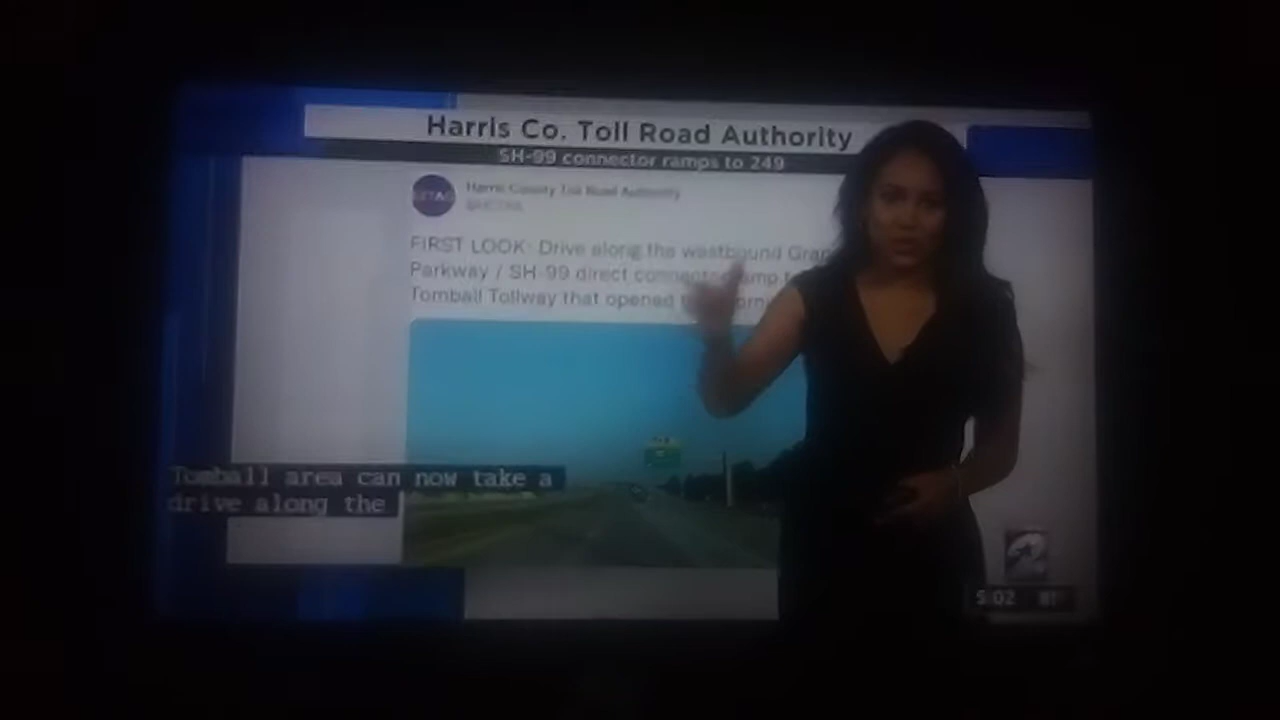 Harris Co. Toll Road Authority
SH-99 connector ramps to 249
Harris County Toll Road Authority
FIRST LOOK: Drive along the westbound
Parkway / SH-99 direct connector ramp
Tomball Tollway that opened
Tomball area can now take a
drive along the
5:02